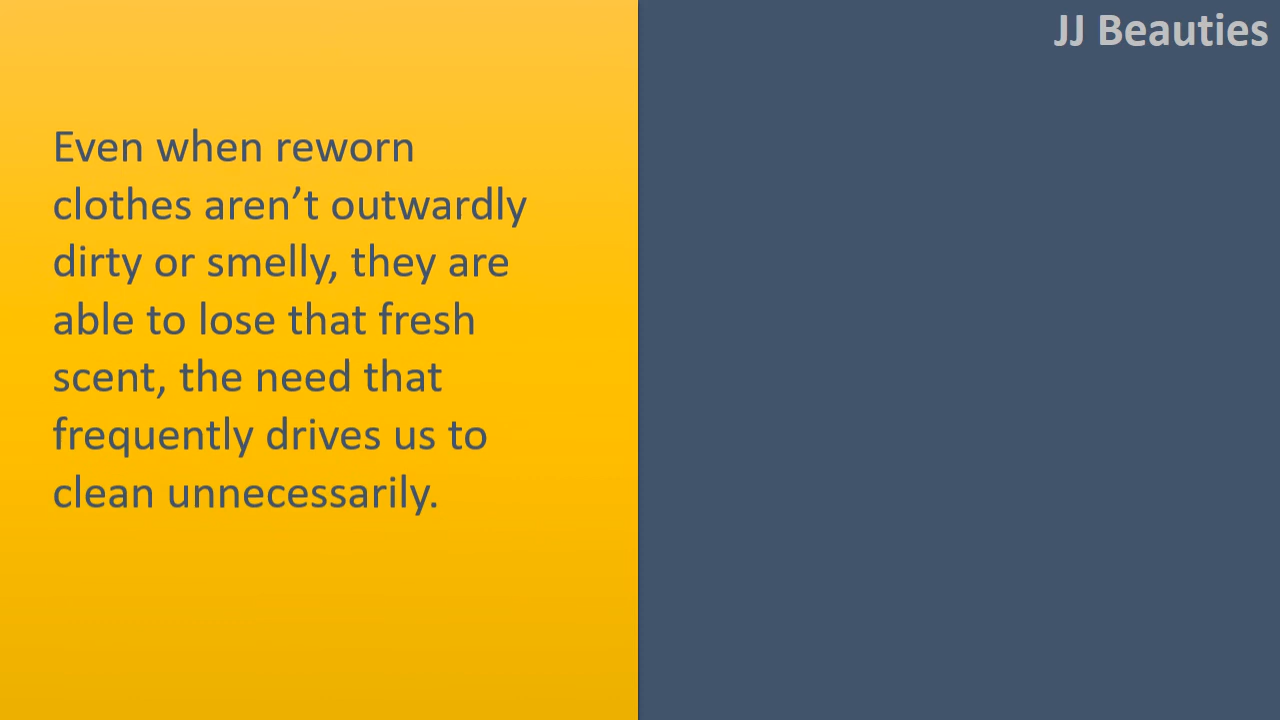 JJ Beauties
Even when reworn
clothes aren’t outwardly
dirty or smelly, they are
able to lose that fresh
scent, the need that
frequently drives us to
clean unnecessarily.